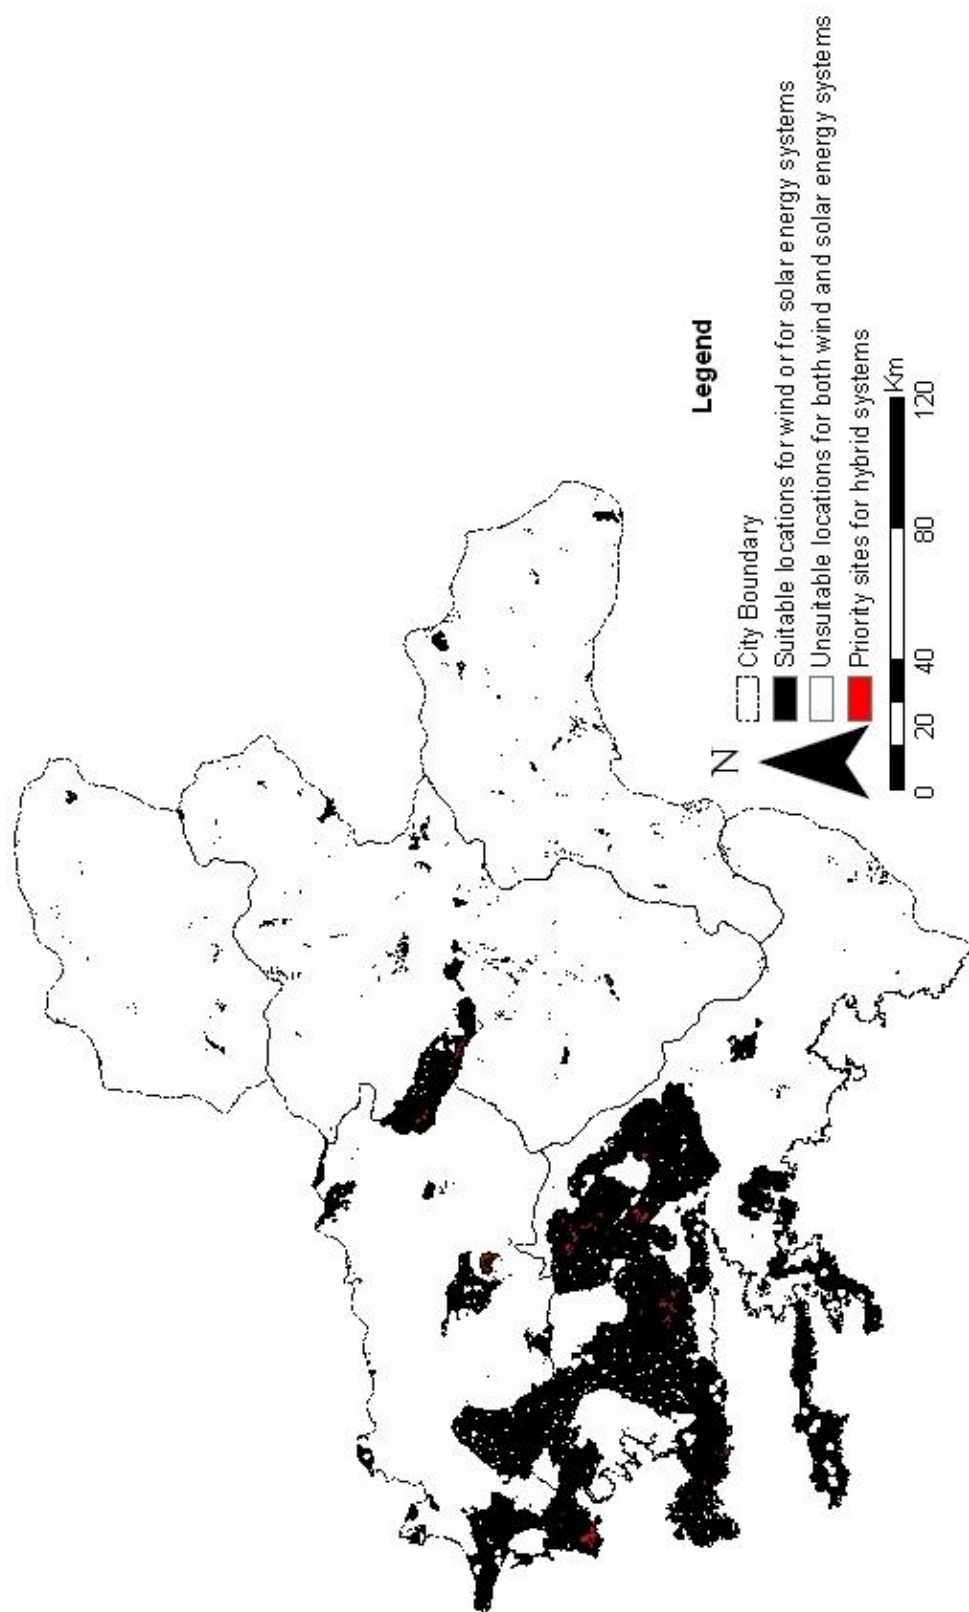 Legend
City Boundary
Suitable locations for wind or for solar energy systems
Unsuitable locations for both wind and solar energy systems
Priority sites for hybrid systems
N
0 20 40 80 120
Km